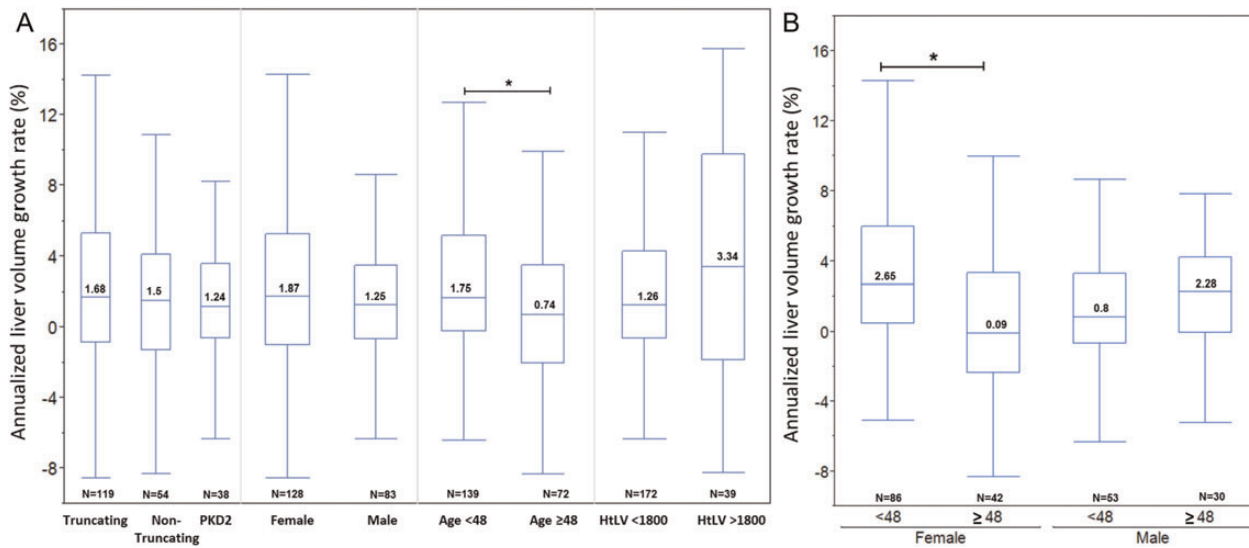 A
Annualized liver volume growth rate (%)
16
12
8
4
0
-4
-8
*
1.68
1.5
1.24
1.87
1.25
1.75
0.74
1.26
3.34
N=119 N=54 N=38 N=128 N=83 N=139 N=72 N=172 N=39
Truncating Non- PKD2 Female Male Age <48 Age ≥48 HtLV <1800 HtLV >1800
Truncating
B
Annualized liver volume growth rate (%)
16
12
8
4
0
-4
-8
*
2.65
0.09
0.8
2.28
N=86 N=42 N=53 N=30
<48 ≥ 48 <48 ≥ 48
Female Male